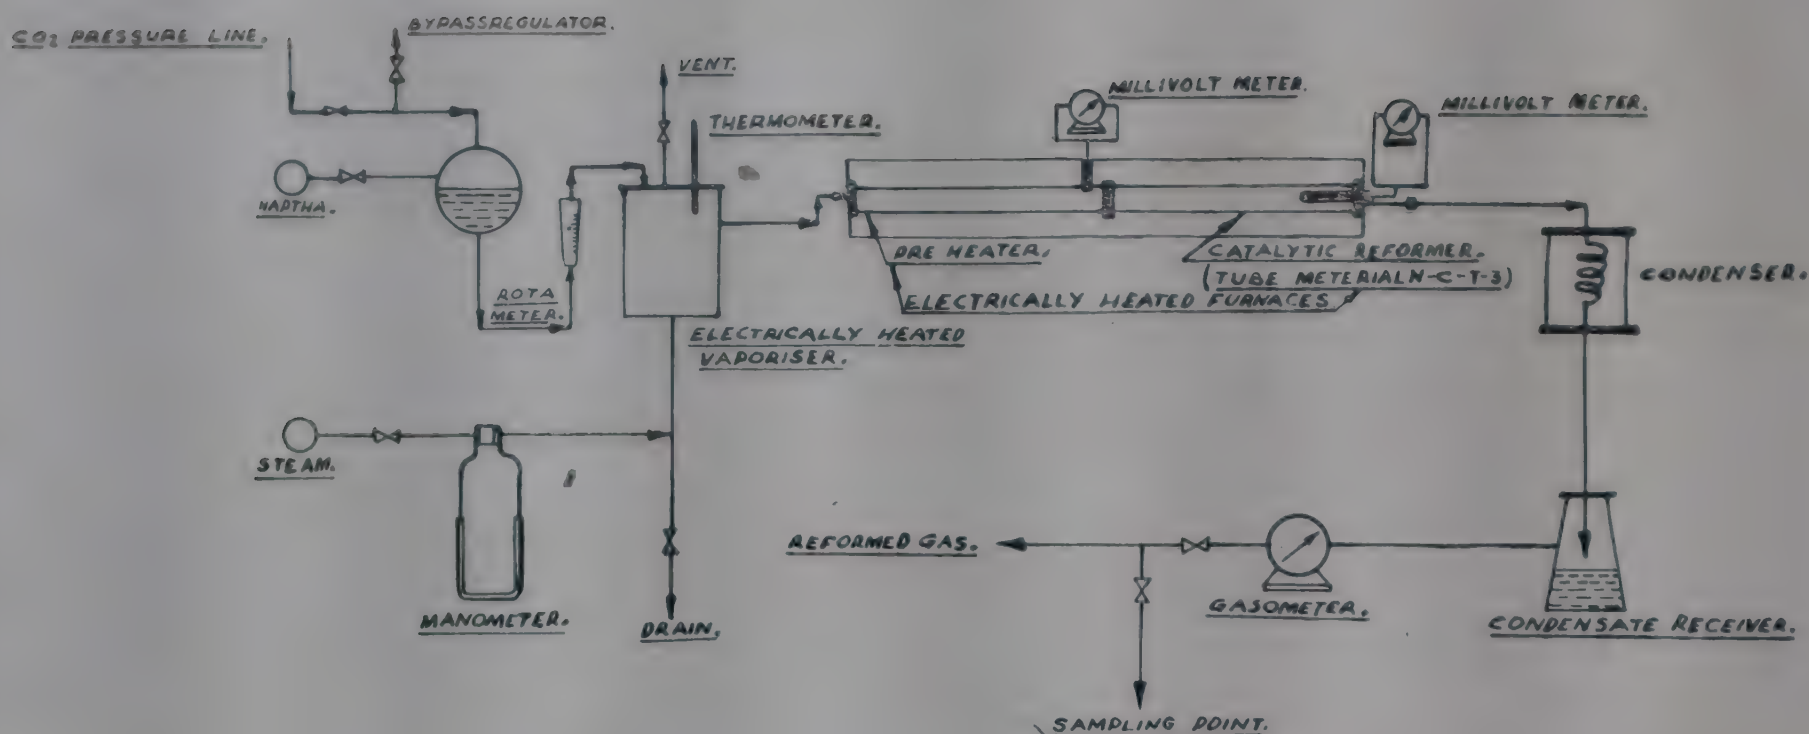 CO2 PRESSURE LINE.
BYPASSREGULATOR.
VENT.
THERMOMETER.
MILLIVOLT METER.
MILLIVOLT METER.
NAPTHA.
ROTA
METER.
PRE HEATER.
CATALYTIC REFORMER.
(TUBE METERIALN-C-T-3)
ELECTRICALLY HEATED FURNACES
CONDENSER.
ELECTRICALLY HEATED
VAPORISER.
STEAM.
MANOMETER.
DRAIN.
REFORMED GAS.
GASOMETER.
CONDENSATE RECEIVER.
SAMPLING POINT.